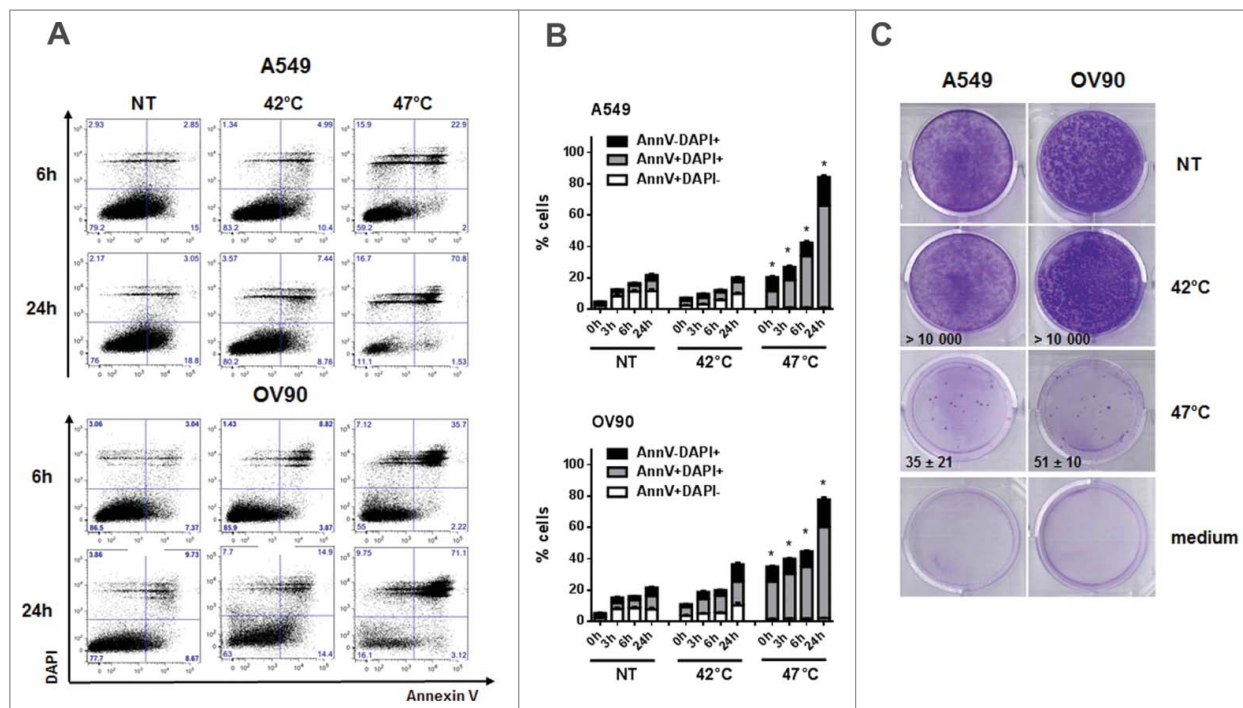 A
A549
NT 42°C 47°C
6h
2.93 2.85 1.34 4.99 15.9 22.9
79.2 15 83.2 10.4 59.2 2
24h
2.17 3.05 3.57 7.44 16.7 70.8
76 18.8 80.2 8.76 11.1 1.53
OV90
6h
3.06 3.04 1.43 8.82 7.12 35.7
86.5 7.37 85.9 3.87 55 2.22
24h
3.86 9.73 7.7 14.9 9.75 71.1
77.7 8.67 63 14.4 16.1 3.12
DAPI
Annexin V
B
A549
AnnV-DAPI+
AnnV+DAPI+
AnnV+DAPI-
% cells
100
80
60
40
20
0
0h 3h 6h 24h 0h 3h 6h 24h 0h 3h 6h 24h
* * * *
NT 42°C 47°C
OV90
AnnV-DAPI+
AnnV+DAPI+
AnnV+DAPI-
% cells
100
80
60
40
20
0
0h 3h 6h 24h 0h 3h 6h 24h 0h 3h 6h 24h
* * * *
NT 42°C 47°C
C
A549 OV90
NT
42°C
> 10 000 > 10 000
47°C
35 ± 21 51 ± 10
medium